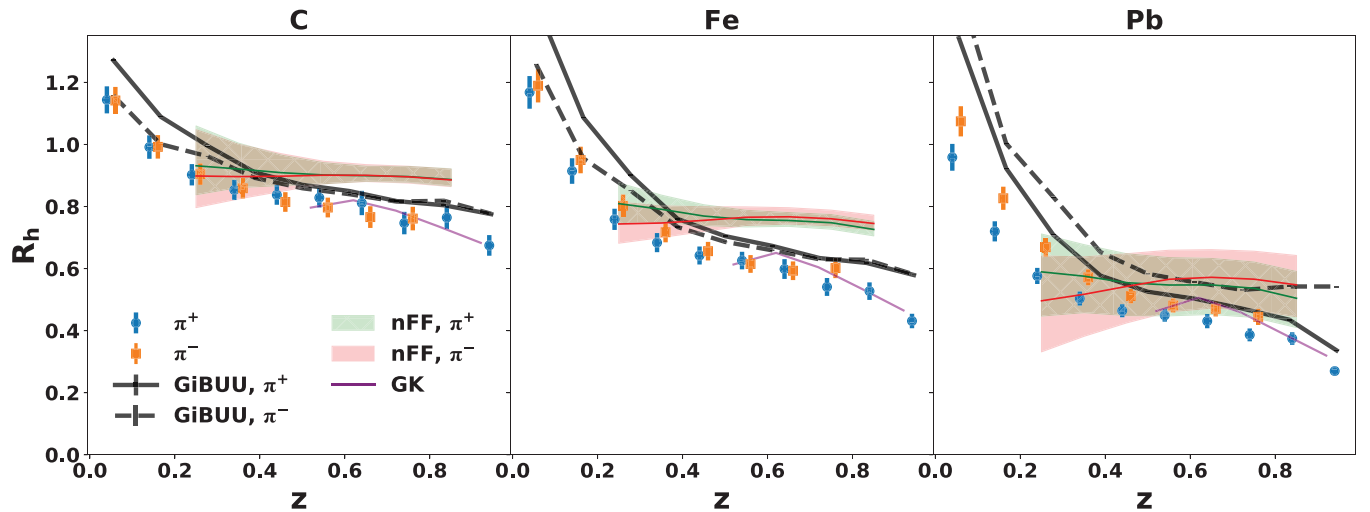 C Fe Pb
R_h
1.2
1.0
0.8
0.6
0.4
0.2
0.0
π⁺
π⁻
GiBUU, π⁺
GiBUU, π⁻
nFF, π⁺
nFF, π⁻
GK
0.0 0.2 0.4 0.6 0.8 0.0 0.2 0.4 0.6 0.8 0.0 0.2 0.4 0.6 0.8
z z z